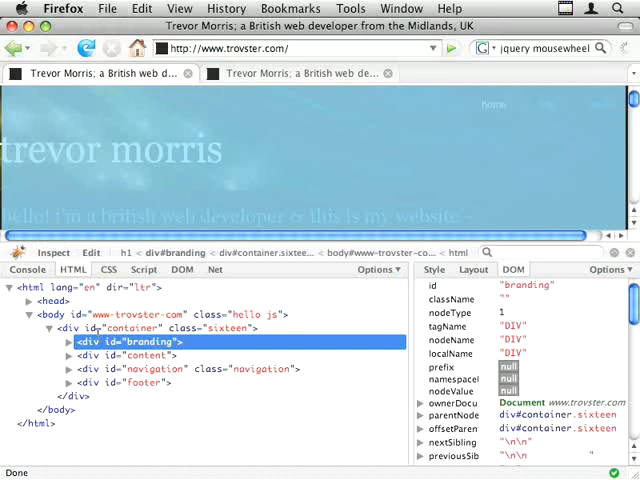 Firefox File Edit View History Bookmarks Tools Window Help
Trevor Morris; a British web developer from the Midlands, UK
http://www.trovster.com/ jquery mousewheel
Trevor Morris; a British web d... Trevor Morris; a British web de...
home
trevor morris
hello! i'm a british web developer & this is my website –
Inspect Edit h1 < div#branding < div#container.sixtee... < body#www-trovster-co... < html
Console HTML CSS Script DOM Net Options Style Layout DOM Options
<html lang="en" dir="ltr">
<head>
<body id="www-trovster-com" class="hello js">
<div id="container" class="sixteen">
<div id="branding">
<div id="content">
<div id="navigation" class="navigation">
<div id="footer">
</div>
</body>
</html>
id "branding"
className ""
nodeType 1
tagName "DIV"
nodeName "DIV"
localName "DIV"
prefix null
namespaceU null
nodeValue null
ownerDocu Document www.trovster.com
parentNode div#container.sixteen
offsetParen div#container.sixteen
nextSibling "\n\n"
previousSib "\n\n "
Done